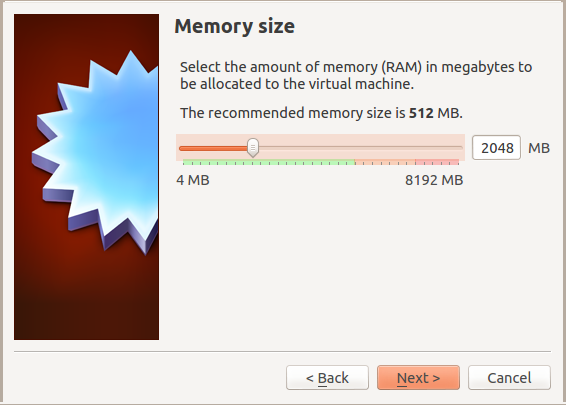 Memory size
Select the amount of memory (RAM) in megabytes to
be allocated to the virtual machine.
The recommended memory size is 512 MB.
2048 MB
4 MB 8192 MB
< Back Next > Cancel